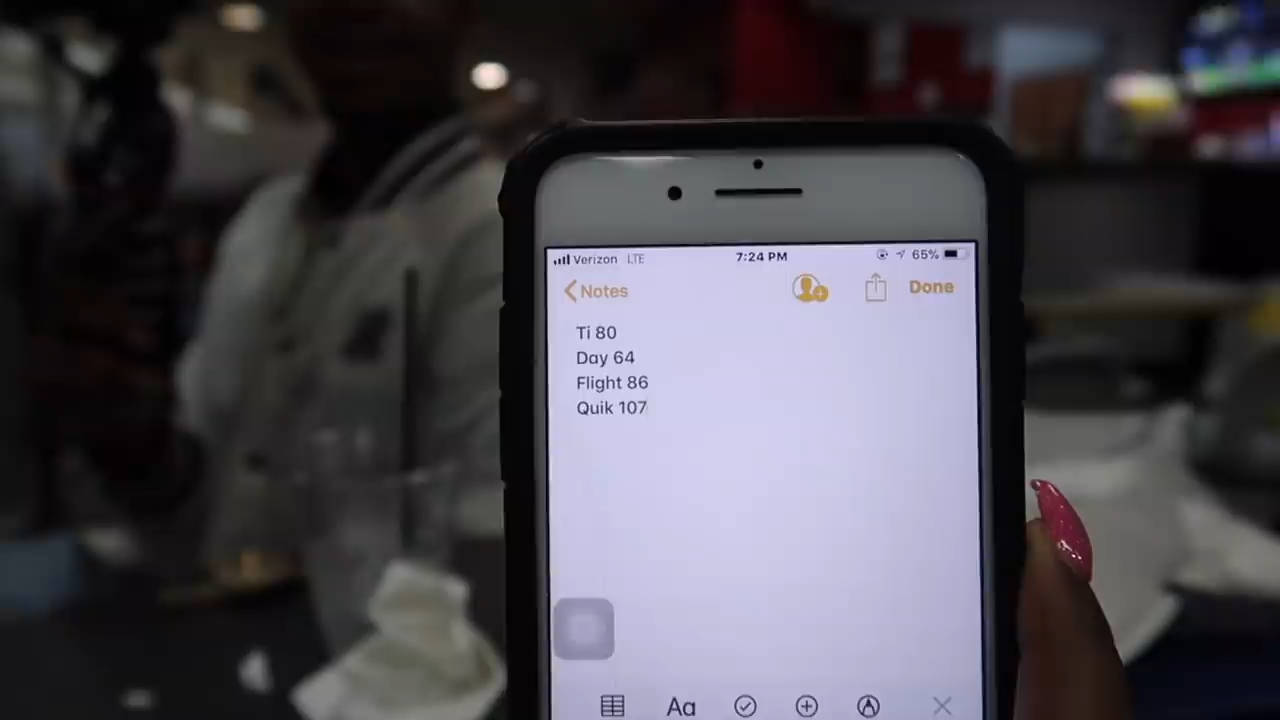 Verizon LTE 7:24 PM 65%
Notes Done
Ti 80
Day 64
Flight 86
Quik 107
Aa